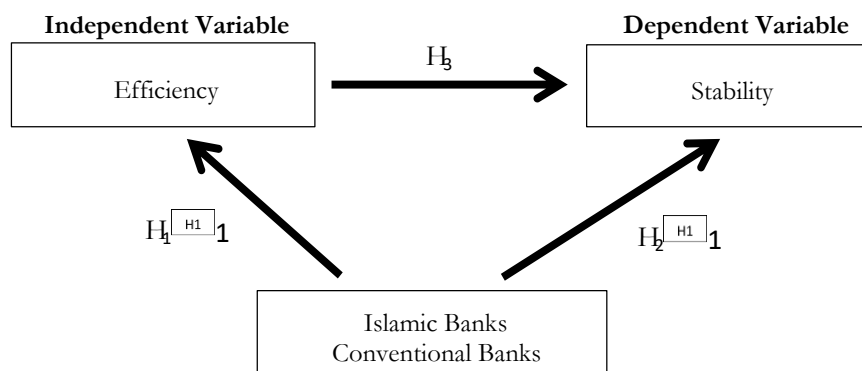 Independent Variable
Dependent Variable
H3
Efficiency
Stability
H1 H1 1
H2 H1 1
Islamic Banks
Conventional Banks